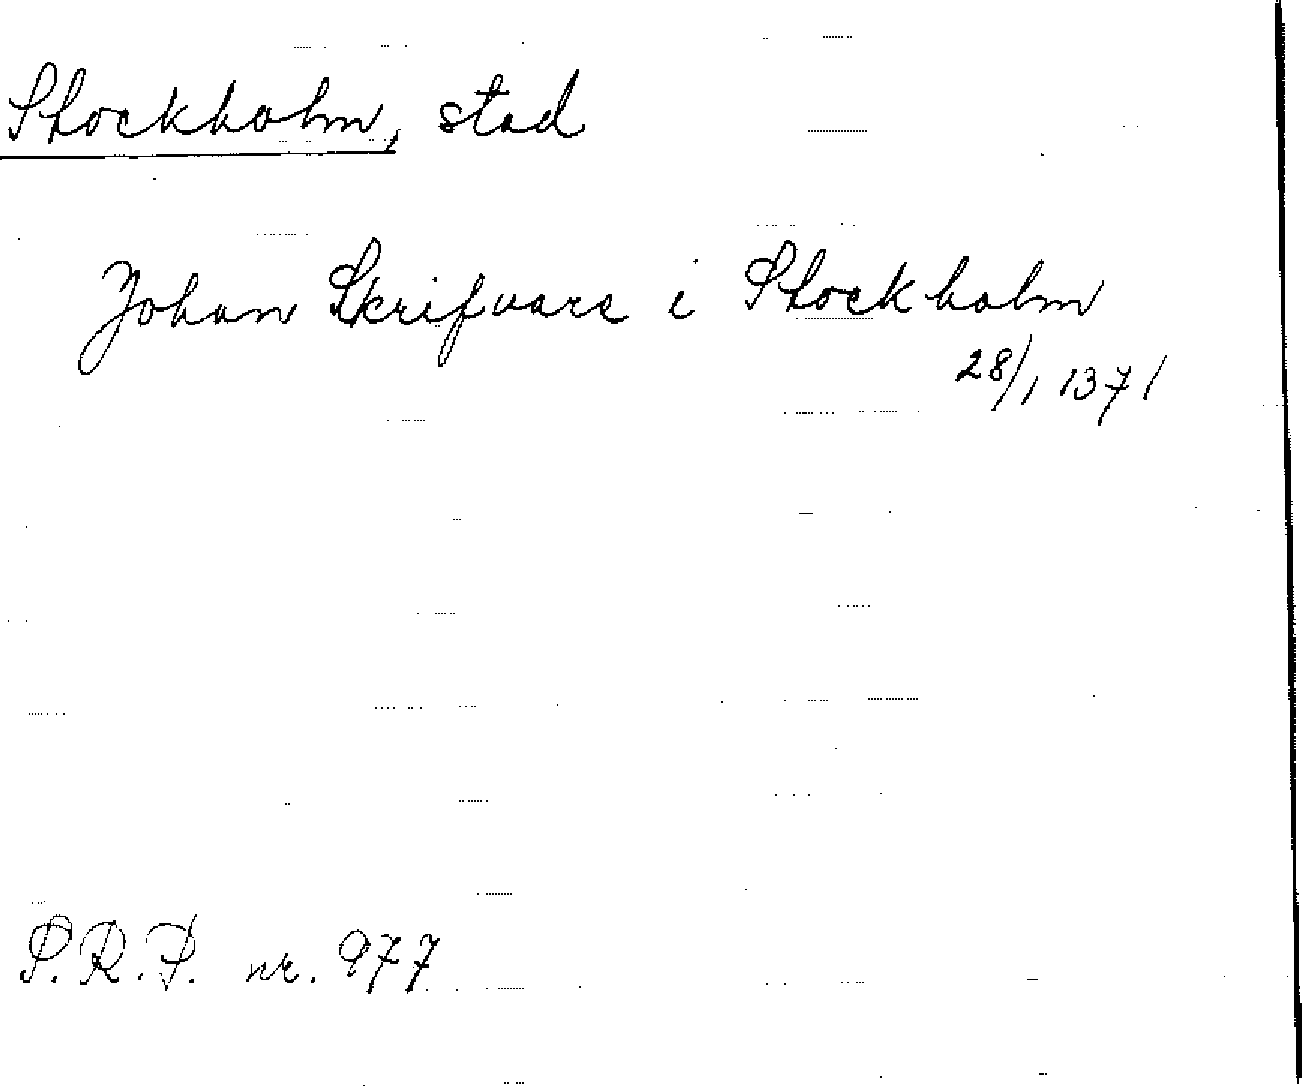 Stockholm, stad
Johan Skrifvare i Stockholm
28/1 1371
S.R.P. nr. 977